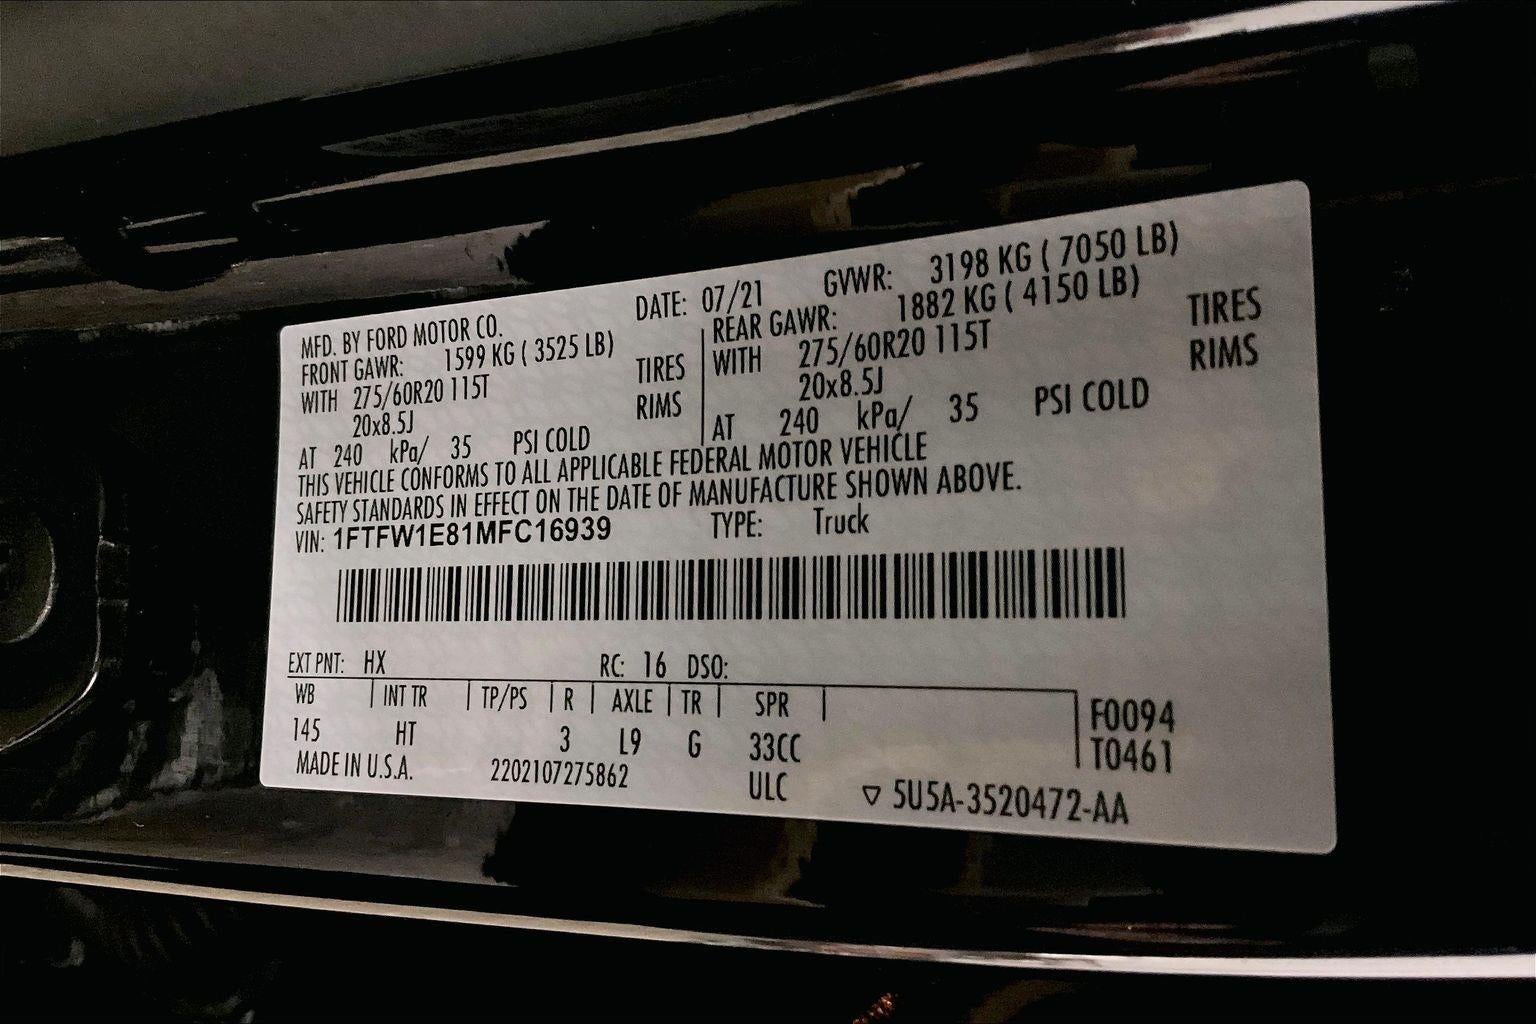 MFD. BY FORD MOTOR CO. DATE: 07/21 GVWR: 3198 KG ( 7050 LB)
FRONT GAWR: 1599 KG ( 3525 LB) REAR GAWR: 1882 KG ( 4150 LB)
WITH 275/60R20 115T TIRES WITH 275/60R20 115T TIRES
20x8.5J RIMS 20x8.5J RIMS
AT 240 kPa/ 35 PSI COLD AT 240 kPa/ 35 PSI COLD
THIS VEHICLE CONFORMS TO ALL APPLICABLE FEDERAL MOTOR VEHICLE
SAFETY STANDARDS IN EFFECT ON THE DATE OF MANUFACTURE SHOWN ABOVE.
VIN: 1FTFW1E81MFC16939 TYPE: Truck
EXT PNT: HX RC: 16 DSO:
WB INT TR TP/PS R AXLE TR SPR F0094
145 HT 3 L9 G 33CC T0461
MADE IN U.S.A. 2202107275862 ULC ▽ 5U5A-3520472-AA